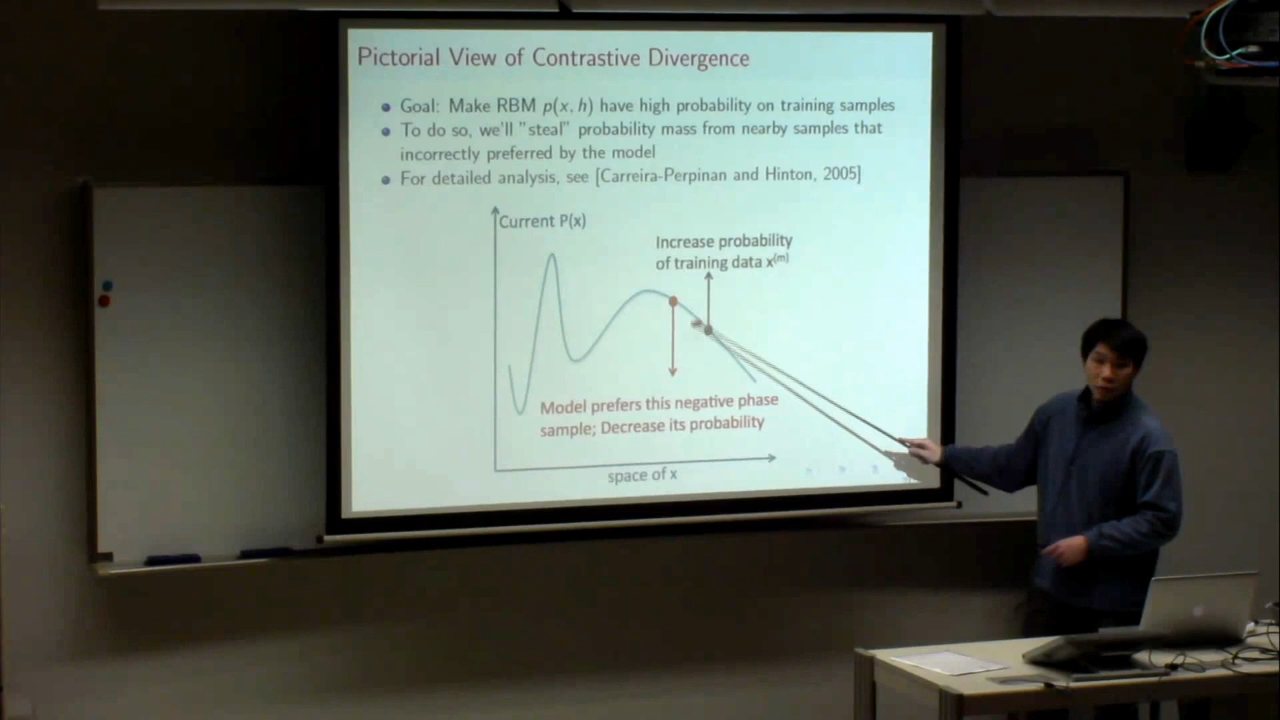 Pictorial View of Contrastive Divergence
Goal: Make RBM p(x, h) have high probability on training samples
To do so, we'll "steal" probability mass from nearby samples that
incorrectly preferred by the model
For detailed analysis, see [Carreira-Perpinan and Hinton, 2005]
Current P(x)
Increase probability
of training data x(m)
Model prefers this negative phase
sample; Decrease its probability
space of x